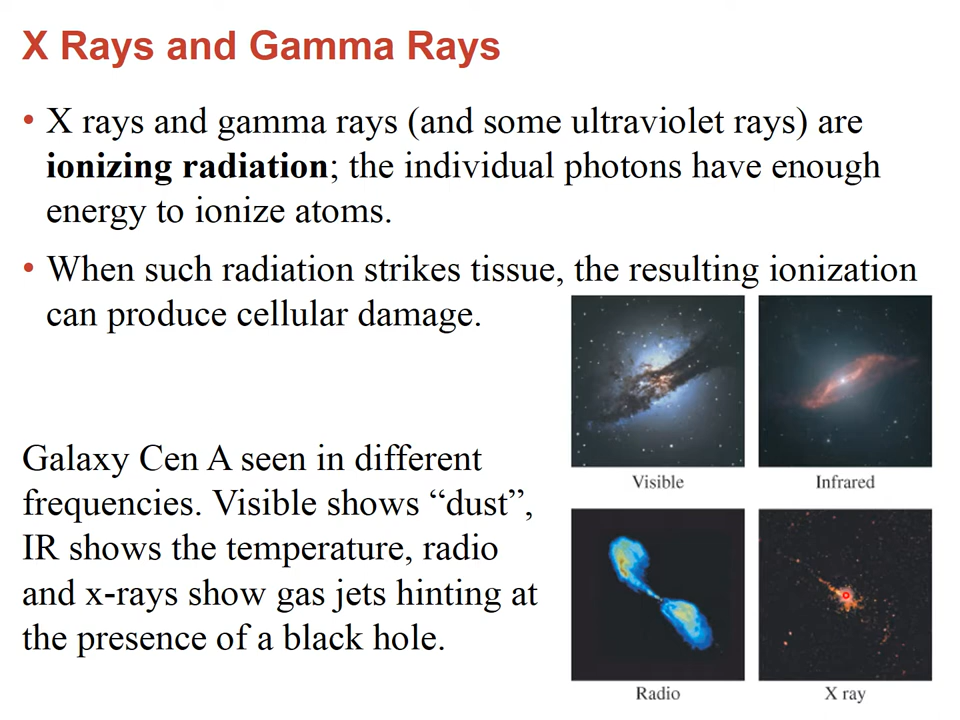 X Rays and Gamma Rays
• X rays and gamma rays (and some ultraviolet rays) are
ionizing radiation; the individual photons have enough
energy to ionize atoms.
• When such radiation strikes tissue, the resulting ionization
can produce cellular damage.
Galaxy Cen A seen in different
frequencies. Visible shows “dust”,
IR shows the temperature, radio
and x-rays show gas jets hinting at
the presence of a black hole.
Visible
Infrared
Radio
X ray